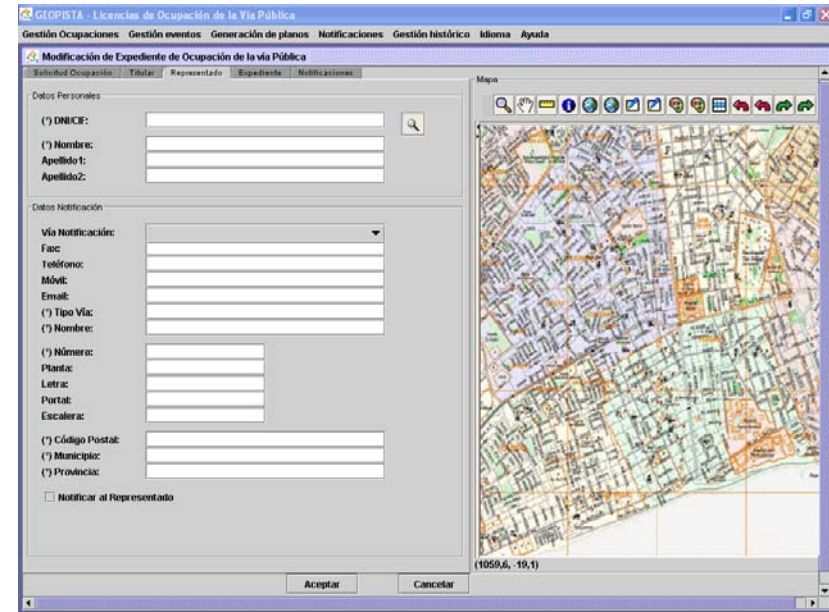 GEOPISTA - Licencias de Ocupación de la Vía Pública
Gestión Ocupaciones Gestión eventos Generación de planos Notificaciones Gestión histórico Idioma Ayuda
Modificación de Expediente de Ocupación de la vía Pública
Solicitud Ocupación Titular Representado Expediente Notificaciones
Mapa
Datos Personales
(*) DNI/CIF:
(*) Nombre:
Apellido1:
Apellido2:
Datos Notificación
Vía Notificación:
Fax:
Teléfono:
Móvil:
Email:
(*) Tipo Vía:
(*) Nombre:
(*) Número:
Planta:
Letra:
Portal:
Escalera:
(*) Código Postal:
(*) Municipio:
(*) Provincia:
Notificar al Representado
(1059,6, -19,1)
Aceptar Cancelar